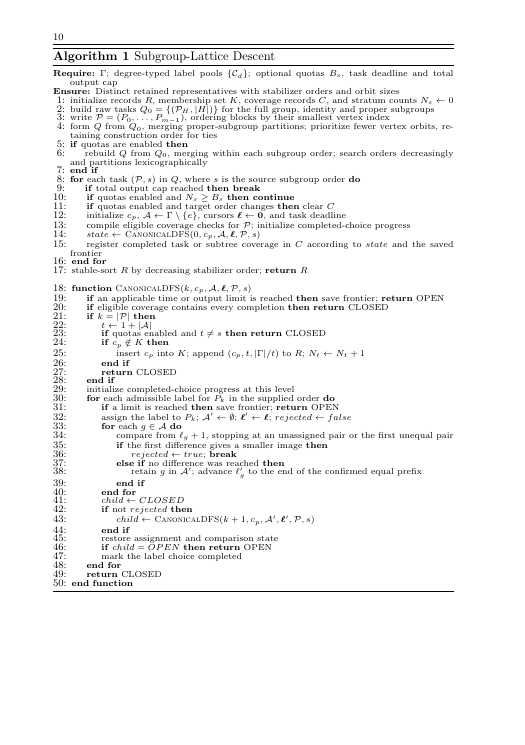 10
Algorithm 1 Subgroup-Lattice Descent
Require: Γ; degree-typed label pools {𝒞_d}; optional quotas B_s, task deadline and total
output cap
Ensure: Distinct retained representatives with stabilizer orders and orbit sizes
1: initialize records R, membership set K, coverage records C, and stratum counts N_s ← 0
2: build raw tasks Q_0 = {(𝒫_H, |H|)} for the full group, identity and proper subgroups
3: write 𝒫 = (P_0, . . . , P_{m−1}), ordering blocks by their smallest vertex index
4: form Q from Q_0, merging proper-subgroup partitions; prioritize fewer vertex orbits, re-
taining construction order for ties
5: if quotas are enabled then
6: rebuild Q from Q_0, merging within each subgroup order; search orders decreasingly
and partitions lexicographically
7: end if
8: for each task (𝒫, s) in Q, where s is the source subgroup order do
9: if total output cap reached then break
10: if quotas enabled and N_s ≥ B_s then continue
11: if quotas enabled and target order changes then clear C
12: initialize c_p, 𝒜 ← Γ \ {e}, cursors ℓ ← 0, and task deadline
13: compile eligible coverage checks for 𝒫; initialize completed-choice progress
14: state ← CanonicalDFS(0, c_p, 𝒜, ℓ, 𝒫, s)
15: register completed task or subtree coverage in C according to state and the saved
frontier
16: end for
17: stable-sort R by decreasing stabilizer order; return R
18: function CanonicalDFS(k, c_p, 𝒜, ℓ, 𝒫, s)
19: if an applicable time or output limit is reached then save frontier; return OPEN
20: if eligible coverage contains every completion then return CLOSED
21: if k = |𝒫| then
22: t ← 1 + |𝒜|
23: if quotas enabled and t ≠ s then return CLOSED
24: if c_p ∉ K then
25: insert c_p into K; append (c_p, t, |Γ|/t) to R; N_t ← N_t + 1
26: end if
27: return CLOSED
28: end if
29: initialize completed-choice progress at this level
30: for each admissible label for P_k in the supplied order do
31: if a limit is reached then save frontier; return OPEN
32: assign the label to P_k; 𝒜′ ← ∅; ℓ′ ← ℓ; rejected ← false
33: for each g ∈ 𝒜 do
34: compare from ℓ_g + 1, stopping at an unassigned pair or the first unequal pair
35: if the first difference gives a smaller image then
36: rejected ← true; break
37: else if no difference was reached then
38: retain g in 𝒜′; advance ℓ′_g to the end of the confirmed equal prefix
39: end if
40: end for
41: child ← CLOSED
42: if not rejected then
43: child ← CanonicalDFS(k + 1, c_p, 𝒜′, ℓ′, 𝒫, s)
44: end if
45: restore assignment and comparison state
46: if child = OPEN then return OPEN
47: mark the label choice completed
48: end for
49: return CLOSED
50: end function